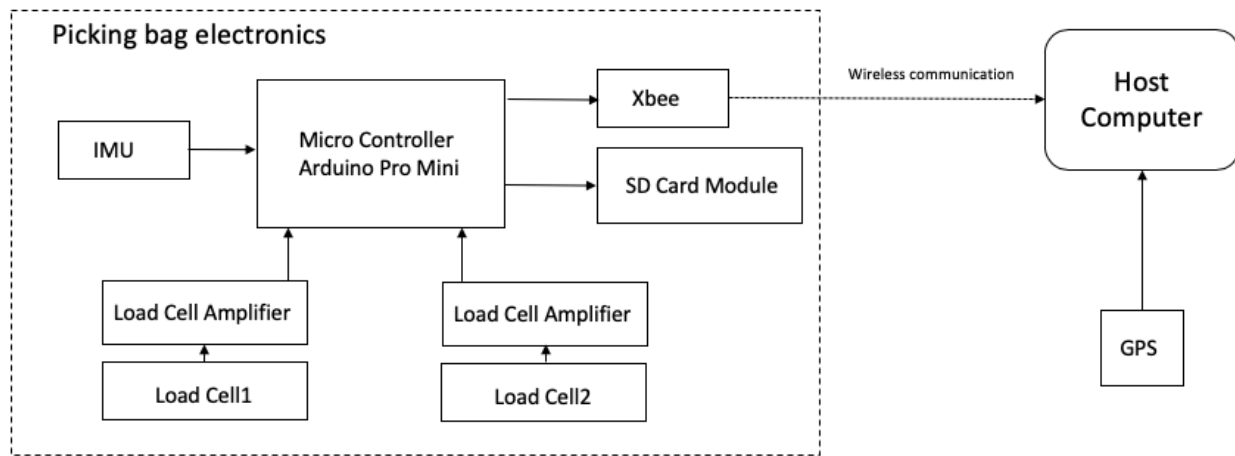 Picking bag electronics
IMU
Micro Controller
Arduino Pro Mini
Xbee
SD Card Module
Wireless communication
Host
Computer
Load Cell Amplifier
Load Cell1
Load Cell Amplifier
Load Cell2
GPS